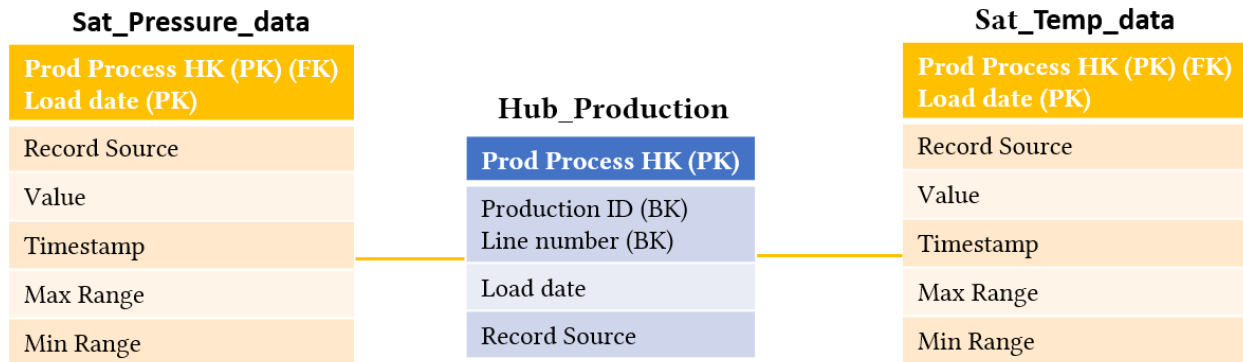 Sat_Pressure_data
Prod Process HK (PK) (FK)
Load date (PK)
Record Source
Value
Timestamp
Max Range
Min Range
Hub_Production
Prod Process HK (PK)
Production ID (BK)
Line number (BK)
Load date
Record Source
Sat_Temp_data
Prod Process HK (PK) (FK)
Load date (PK)
Record Source
Value
Timestamp
Max Range
Min Range